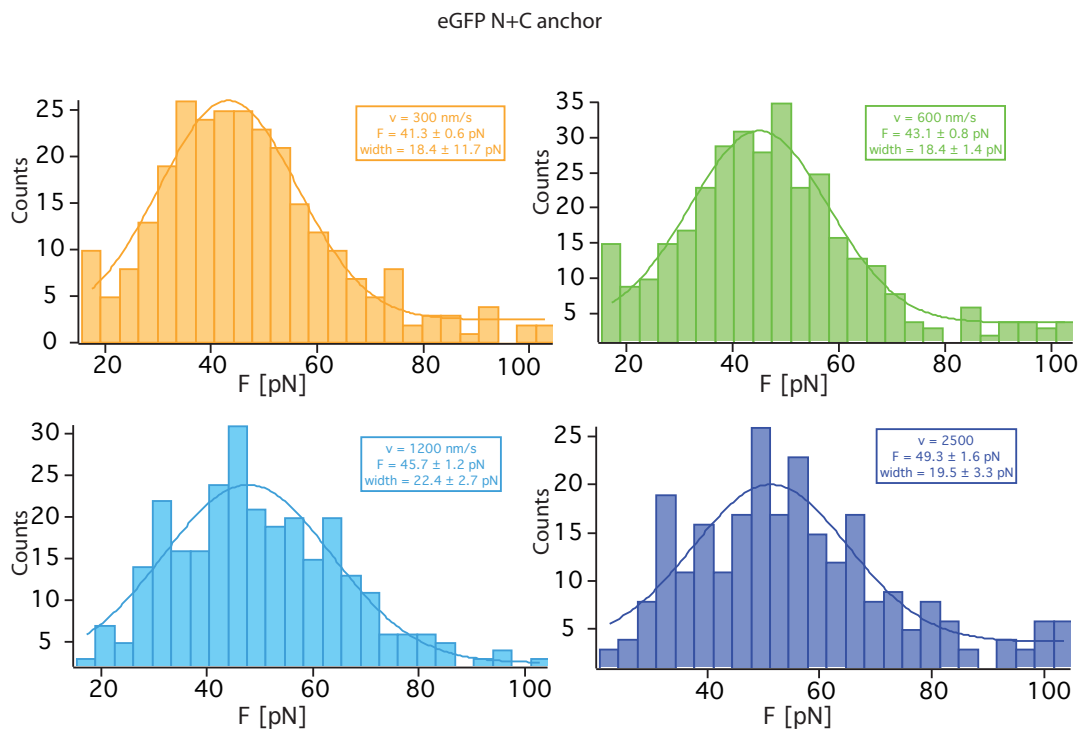 eGFP N+C anchor
Counts
25
20
15
10
5
0
v = 300 nm/s
F = 41.3 ± 0.6 pN
width = 18.4 ± 11.7 pN
20 40 60 80 100
F [pN]
Counts
35
30
25
20
15
10
5
v = 600 nm/s
F = 43.1 ± 0.8 pN
width = 18.4 ± 1.4 pN
20 40 60 80 100
F [pN]
Counts
30
25
20
15
10
5
v = 1200 nm/s
F = 45.7 ± 1.2 pN
width = 22.4 ± 2.7 pN
20 40 60 80 100
F [pN]
Counts
25
20
15
10
5
v = 2500
F = 49.3 ± 1.6 pN
width = 19.5 ± 3.3 pN
40 60 80 100
F [pN]